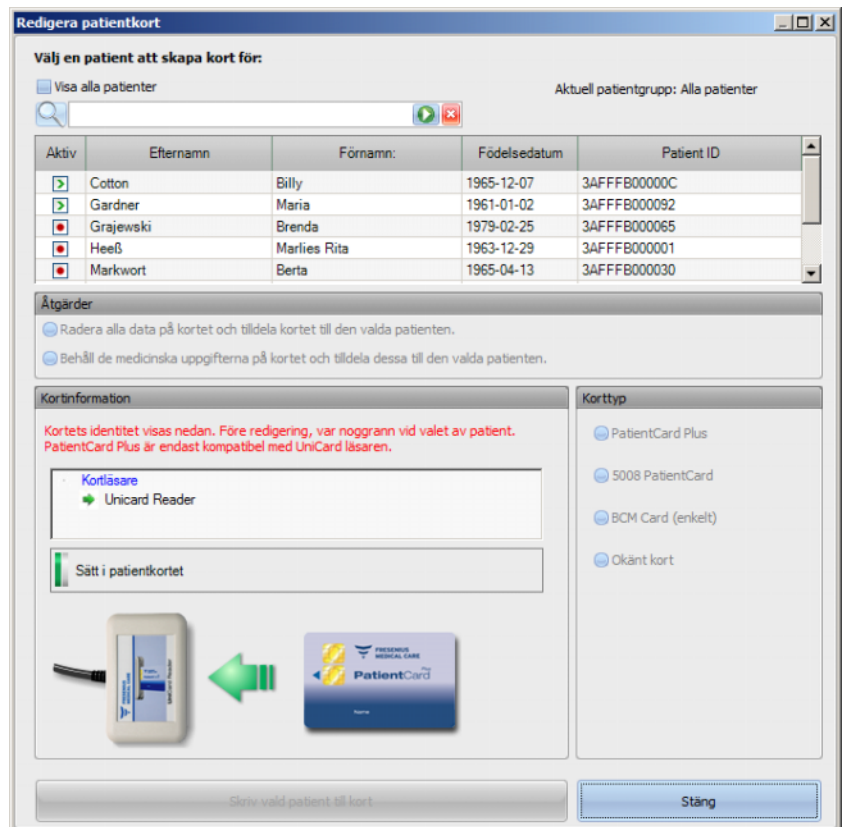 Redigera patientkort
Välj en patient att skapa kort för:
Visa alla patienter
Aktuell patientgrupp: Alla patienter
Aktiv Efternamn Förnamn: Födelsedatum Patient ID
Cotton Billy 1965-12-07 3AFFFB00000C
Gardner Maria 1961-01-02 3AFFFB000092
Grajewski Brenda 1979-02-25 3AFFFB000065
Heeß Marlies Rita 1963-12-29 3AFFFB000001
Markwort Berta 1965-04-13 3AFFFB000030
Åtgärder
Radera alla data på kortet och tilldela kortet till den valda patienten.
Behåll de medicinska uppgifterna på kortet och tilldela dessa till den valda patienten.
Kortinformation
Kortets identitet visas nedan. Före redigering, var noggrann vid valet av patient.
PatientCard Plus är endast kompatibel med UniCard läsaren.
Kortläsare
Unicard Reader
Sätt i patientkortet
FRESENIUS
MEDICAL CARE
UNICard Reader
FRESENIUS
MEDICAL CARE
PatientCard Plus
Name
Korttyp
PatientCard Plus
5008 PatientCard
BCM Card (enkelt)
Okänt kort
Skriv vald patient till kort
Stäng